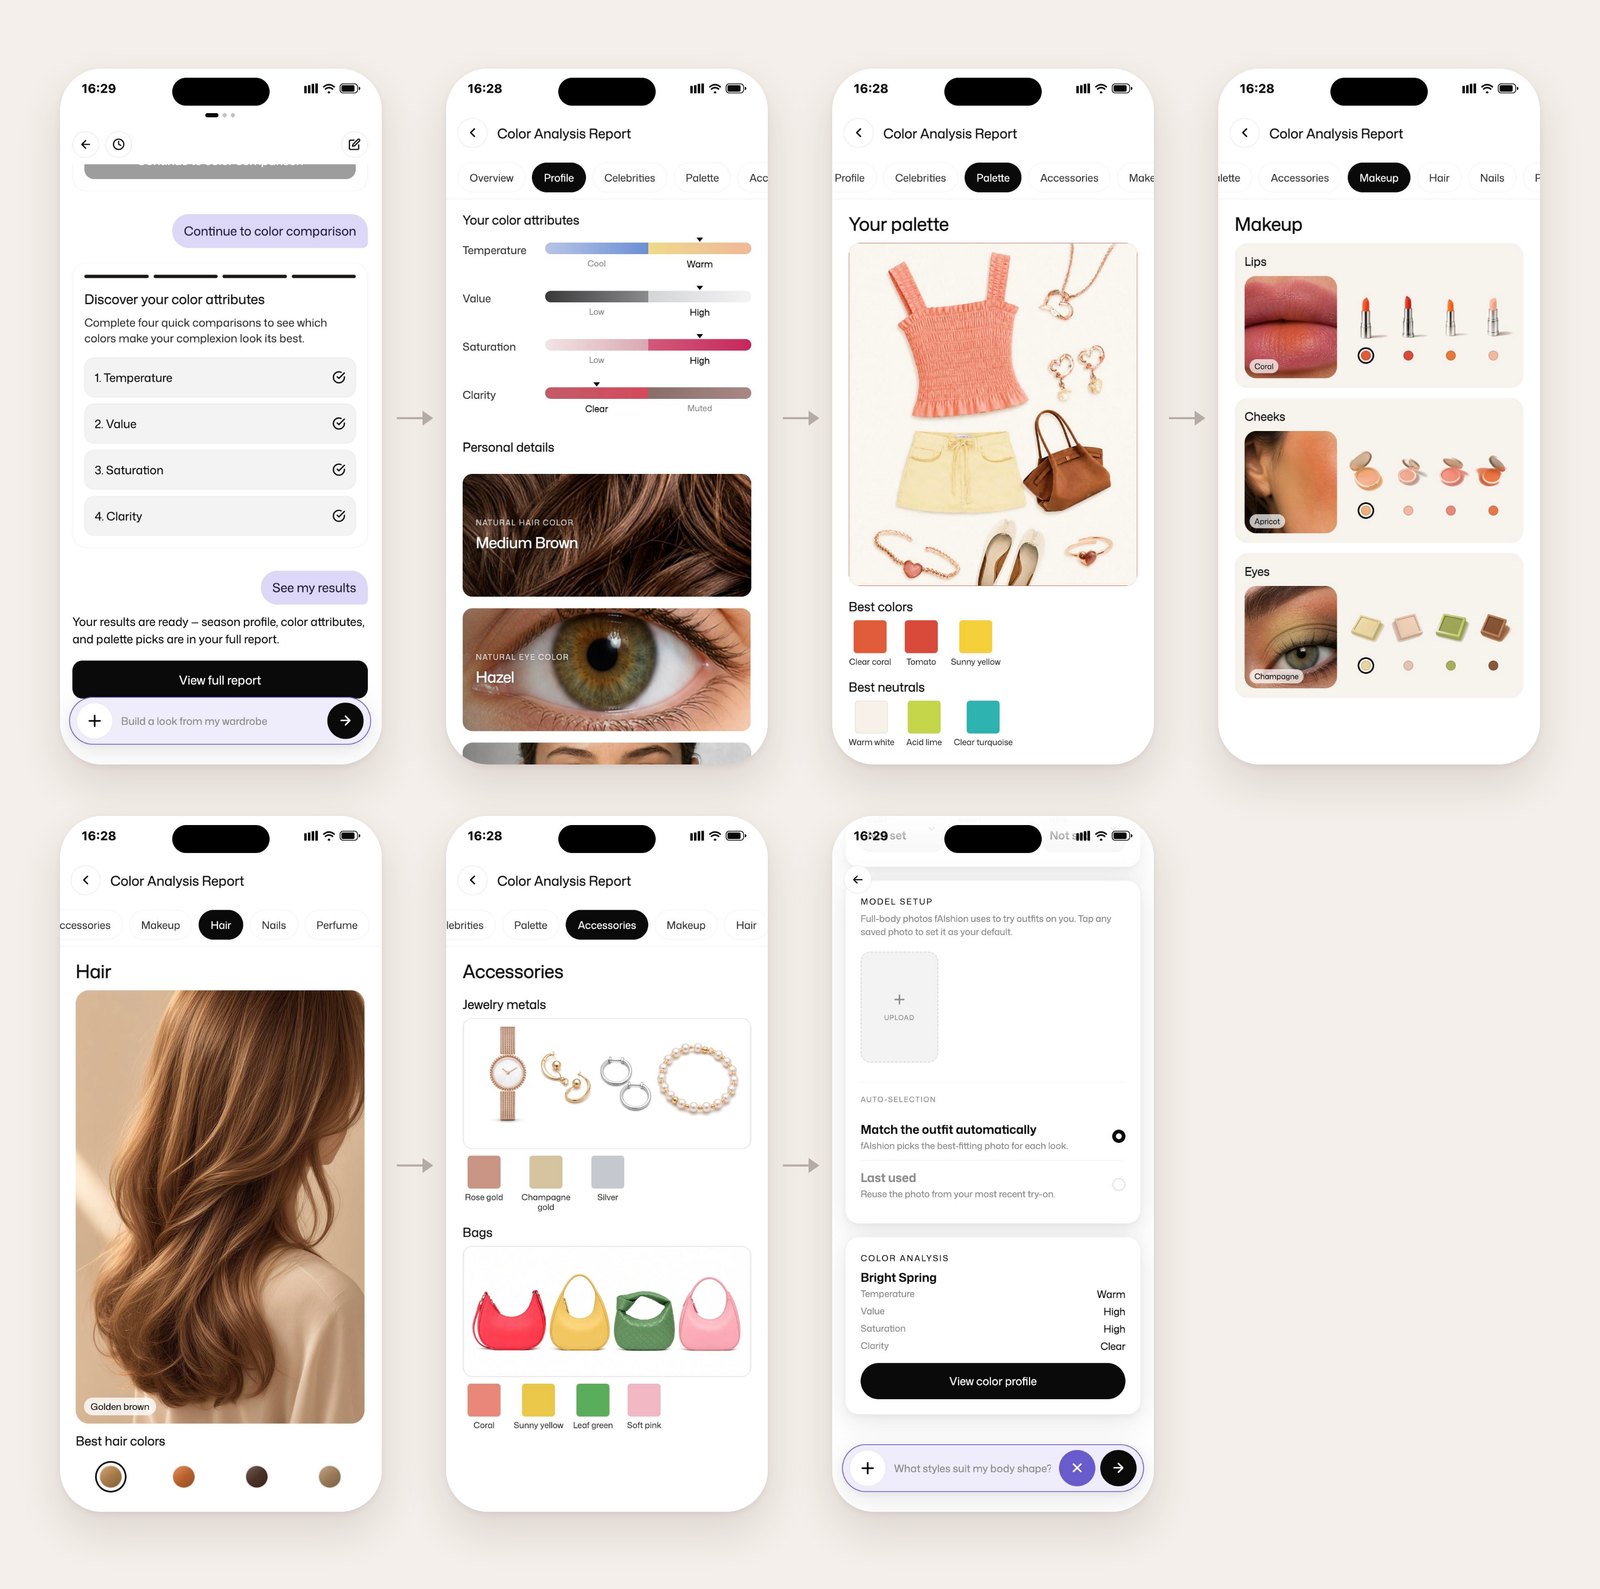 16:29
Continue to color comparison
Discover your color attributes
Complete four quick comparisons to see which
colors make your complexion look its best.
1. Temperature
2. Value
3. Saturation
4. Clarity
See my results
Your results are ready – season profile, color attributes,
and palette picks are in your full report.
View full report
Build a look from my wardrobe
16:28
Color Analysis Report
Overview Profile Celebrities Palette Acc
Your color attributes
Temperature
Cool Warm
Value
Low High
Saturation
Low High
Clarity
Clear Muted
Personal details
NATURAL HAIR COLOR
Medium Brown
NATURAL EYE COLOR
Hazel
16:28
Color Analysis Report
Profile Celebrities Palette Accessories Make
Your palette
Best colors
Clear coral Tomato Sunny yellow
Best neutrals
Warm white Acid lime Clear turquoise
16:28
Color Analysis Report
lette Accessories Makeup Hair Nails P
Makeup
Lips
Coral
Cheeks
Apricot
Eyes
Champagne
16:28
Color Analysis Report
ccessories Makeup Hair Nails Perfume
Hair
Golden brown
Best hair colors
16:28
Color Analysis Report
lebrities Palette Accessories Makeup Hair
Accessories
Jewelry metals
Rose gold Champagne gold Silver
Bags
Coral Sunny yellow Leaf green Soft pink
16:29
set Not s
MODEL SETUP
Full-body photos fAIshion uses to try outfits on you. Tap any
saved photo to set it as your default.
UPLOAD
AUTO-SELECTION
Match the outfit automatically
fAIshion picks the best-fitting photo for each look.
Last used
Reuse the photo from your most recent try-on.
COLOR ANALYSIS
Bright Spring
Temperature Warm
Value High
Saturation High
Clarity Clear
View color profile
What styles suit my body shape?